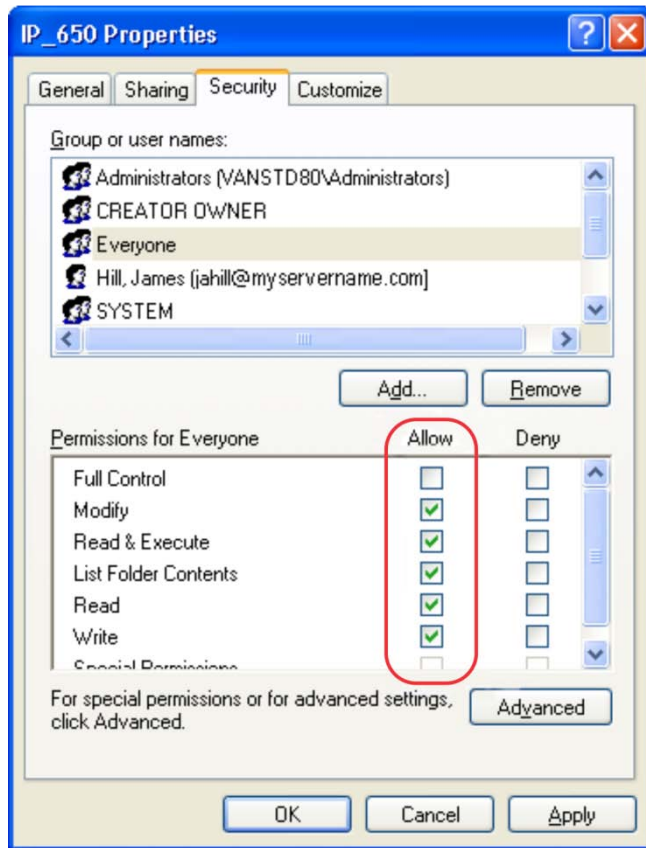 IP_650 Properties
General Sharing Security Customize
Group or user names:
Administrators (VANSTD80\Administrators)
CREATOR OWNER
Everyone
Hill, James (jahill@myservername.com]
SYSTEM
Add... Remove
Permissions for Everyone Allow Deny
Full Control
Modify
Read & Execute
List Folder Contents
Read
Write
Special Permissions
For special permissions or for advanced settings, Advanced
click Advanced.
OK Cancel Apply